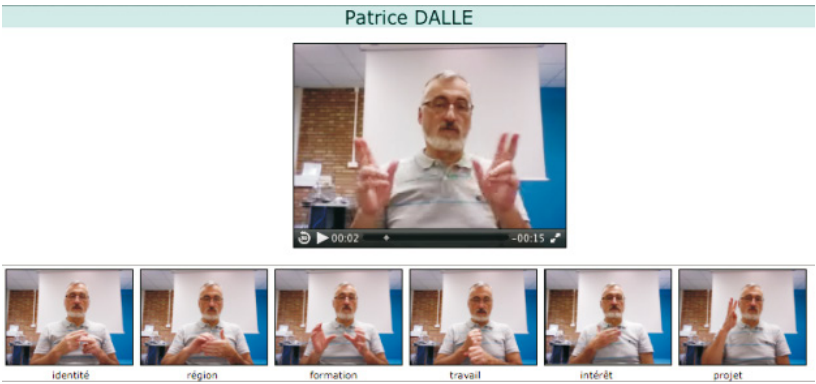 Patrice DALLE
00:02 -00:15
identité région formation travail intérêt projet